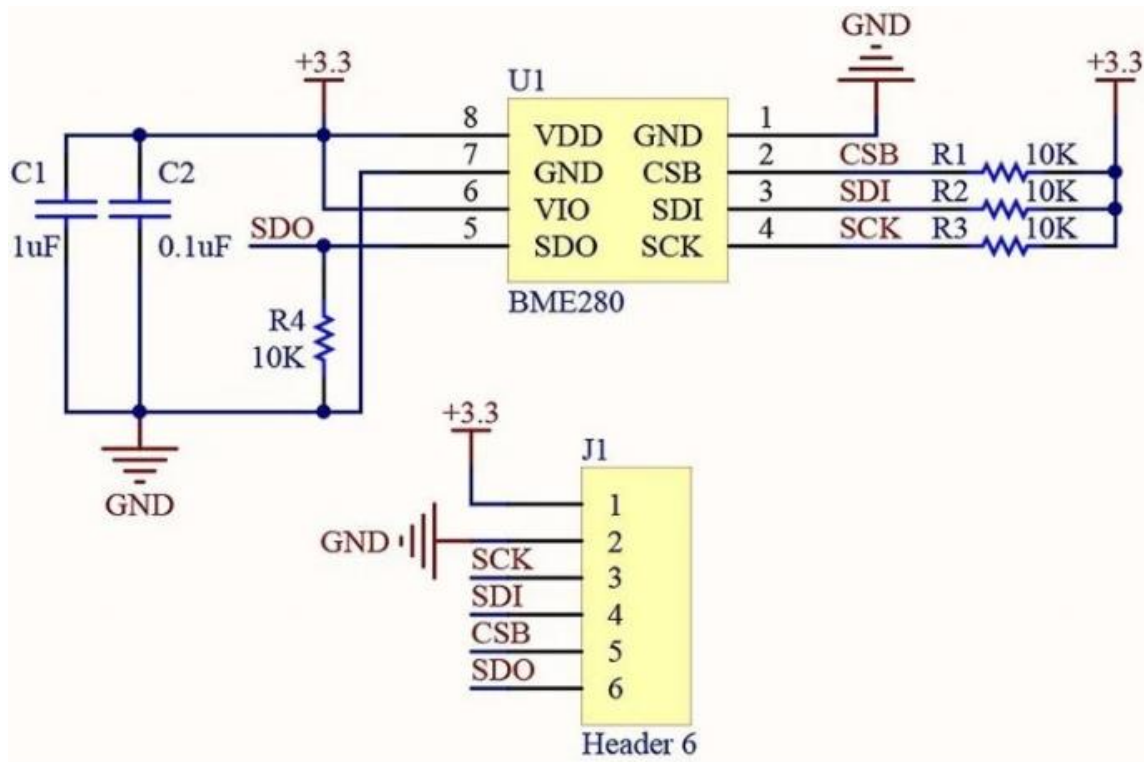 GND
+3.3
+3.3
U1
8 VDD GND 1
7 GND CSB 2 CSB R1 10K
6 VIO SDI 3 SDI R2 10K
SDO 5 SDO SCK 4 SCK R3 10K
C1 C2
1uF 0.1uF
BME280
R4
10K
GND
+3.3
J1
1
GND 2
SCK 3
SDI 4
CSB 5
SDO 6
Header 6